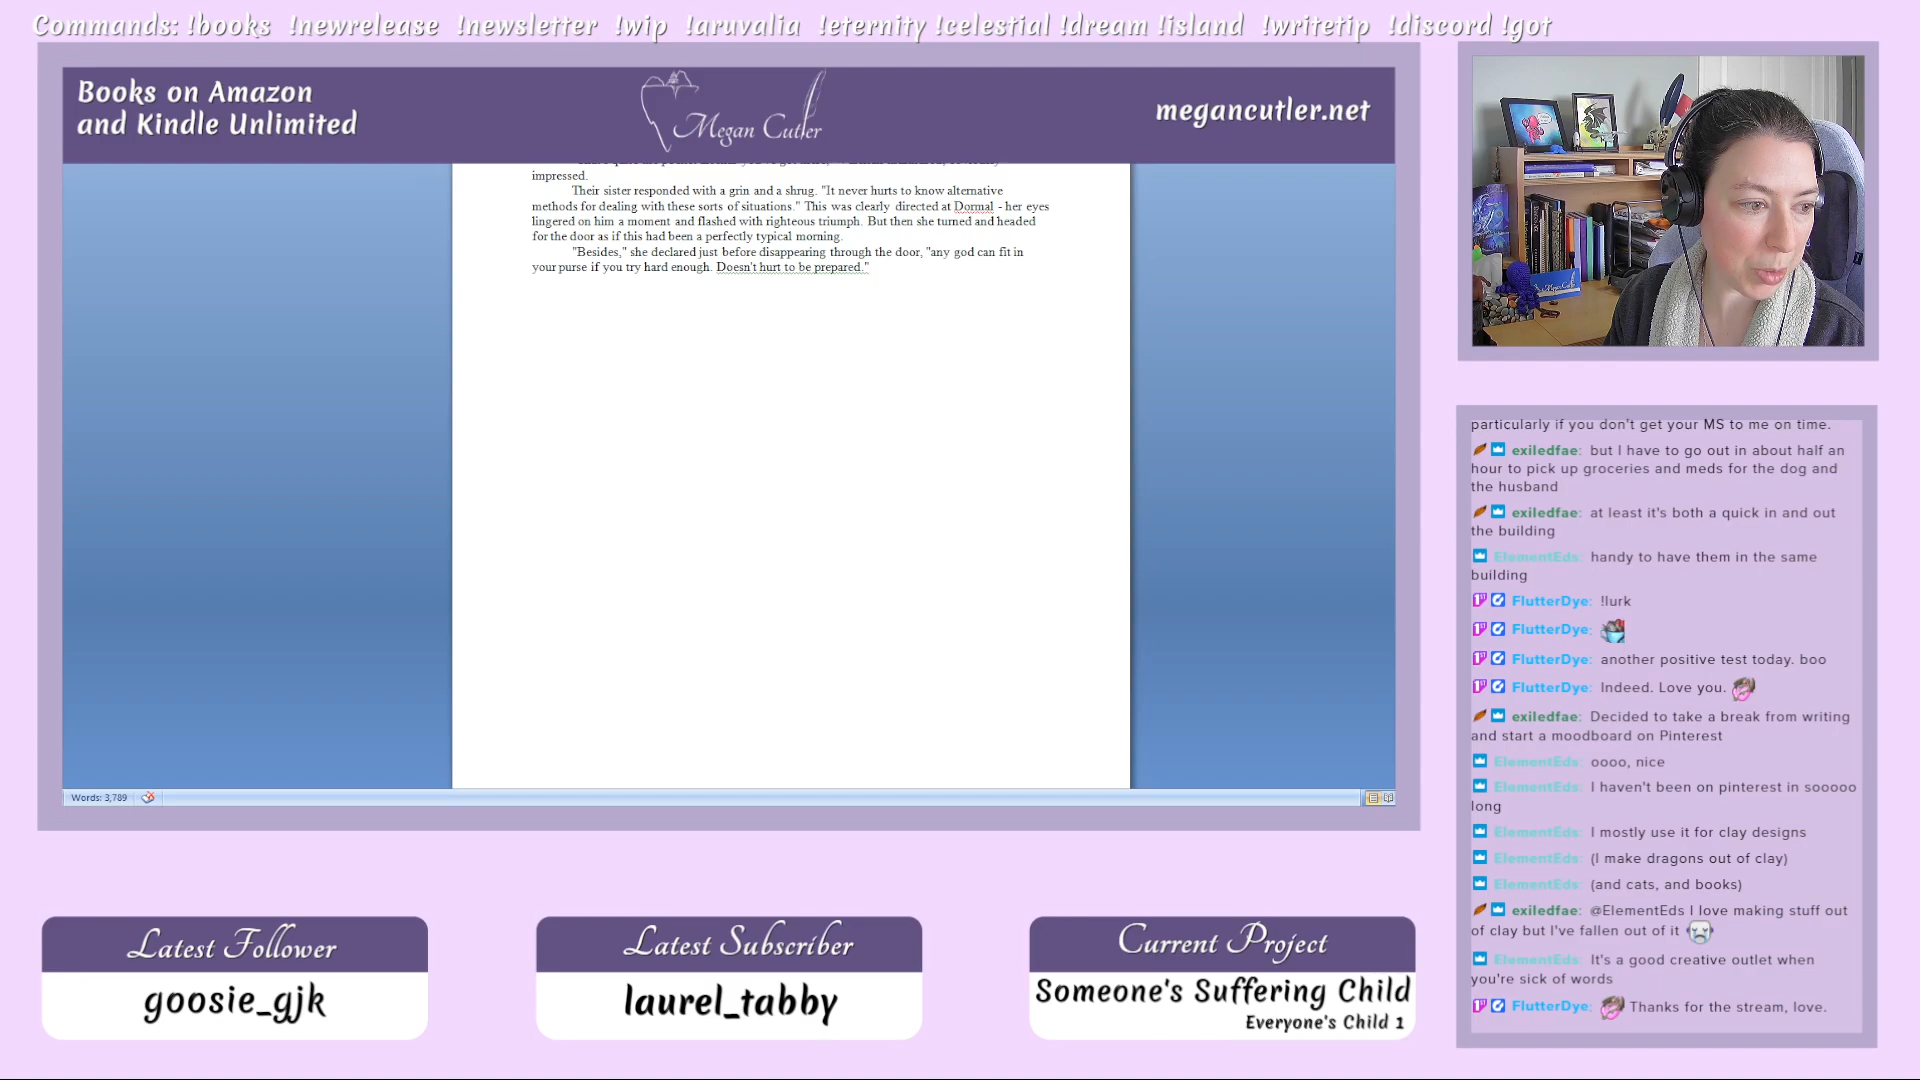 Commands: !books !newrelease !newsletter !wip !aruvalia !eternity !celestial !dream !island !writetip !discord !got
Books on Amazon
and Kindle Unlimited
Megan Cutler
megancutler.net
impressed.
Their sister responded with a grin and a shrug. "It never hurts to know alternative
methods for dealing with these sorts of situations." This was clearly directed at Dormal - her eyes
lingered on him a moment and flashed with righteous triumph. But then she turned and headed
for the door as if this had been a perfectly typical morning.
"Besides," she declared just before disappearing through the door, "any god can fit in
your purse if you try hard enough. Doesn't hurt to be prepared."
Words: 3,789
particularly if you don't get your MS to me on time.
exiledfae: but I have to go out in about half an
hour to pick up groceries and meds for the dog and
the husband
exiledfae: at least it's both a quick in and out
the building
ElementEds: handy to have them in the same
building
FlutterDye: !lurk
FlutterDye:
FlutterDye: another positive test today. boo
FlutterDye: Indeed. Love you.
exiledfae: Decided to take a break from writing
and start a moodboard on Pinterest
ElementEds: oooo, nice
ElementEds: I haven't been on pinterest in sooooo
long
ElementEds: I mostly use it for clay designs
ElementEds: (I make dragons out of clay)
ElementEds: (and cats, and books)
exiledfae: @ElementEds I love making stuff out
of clay but I've fallen out of it
ElementEds: It's a good creative outlet when
you're sick of words
FlutterDye: Thanks for the stream, love.
Latest Follower
goosie_gjk
Latest Subscriber
laurel_tabby
Current Project
Someone's Suffering Child
Everyone's Child 1